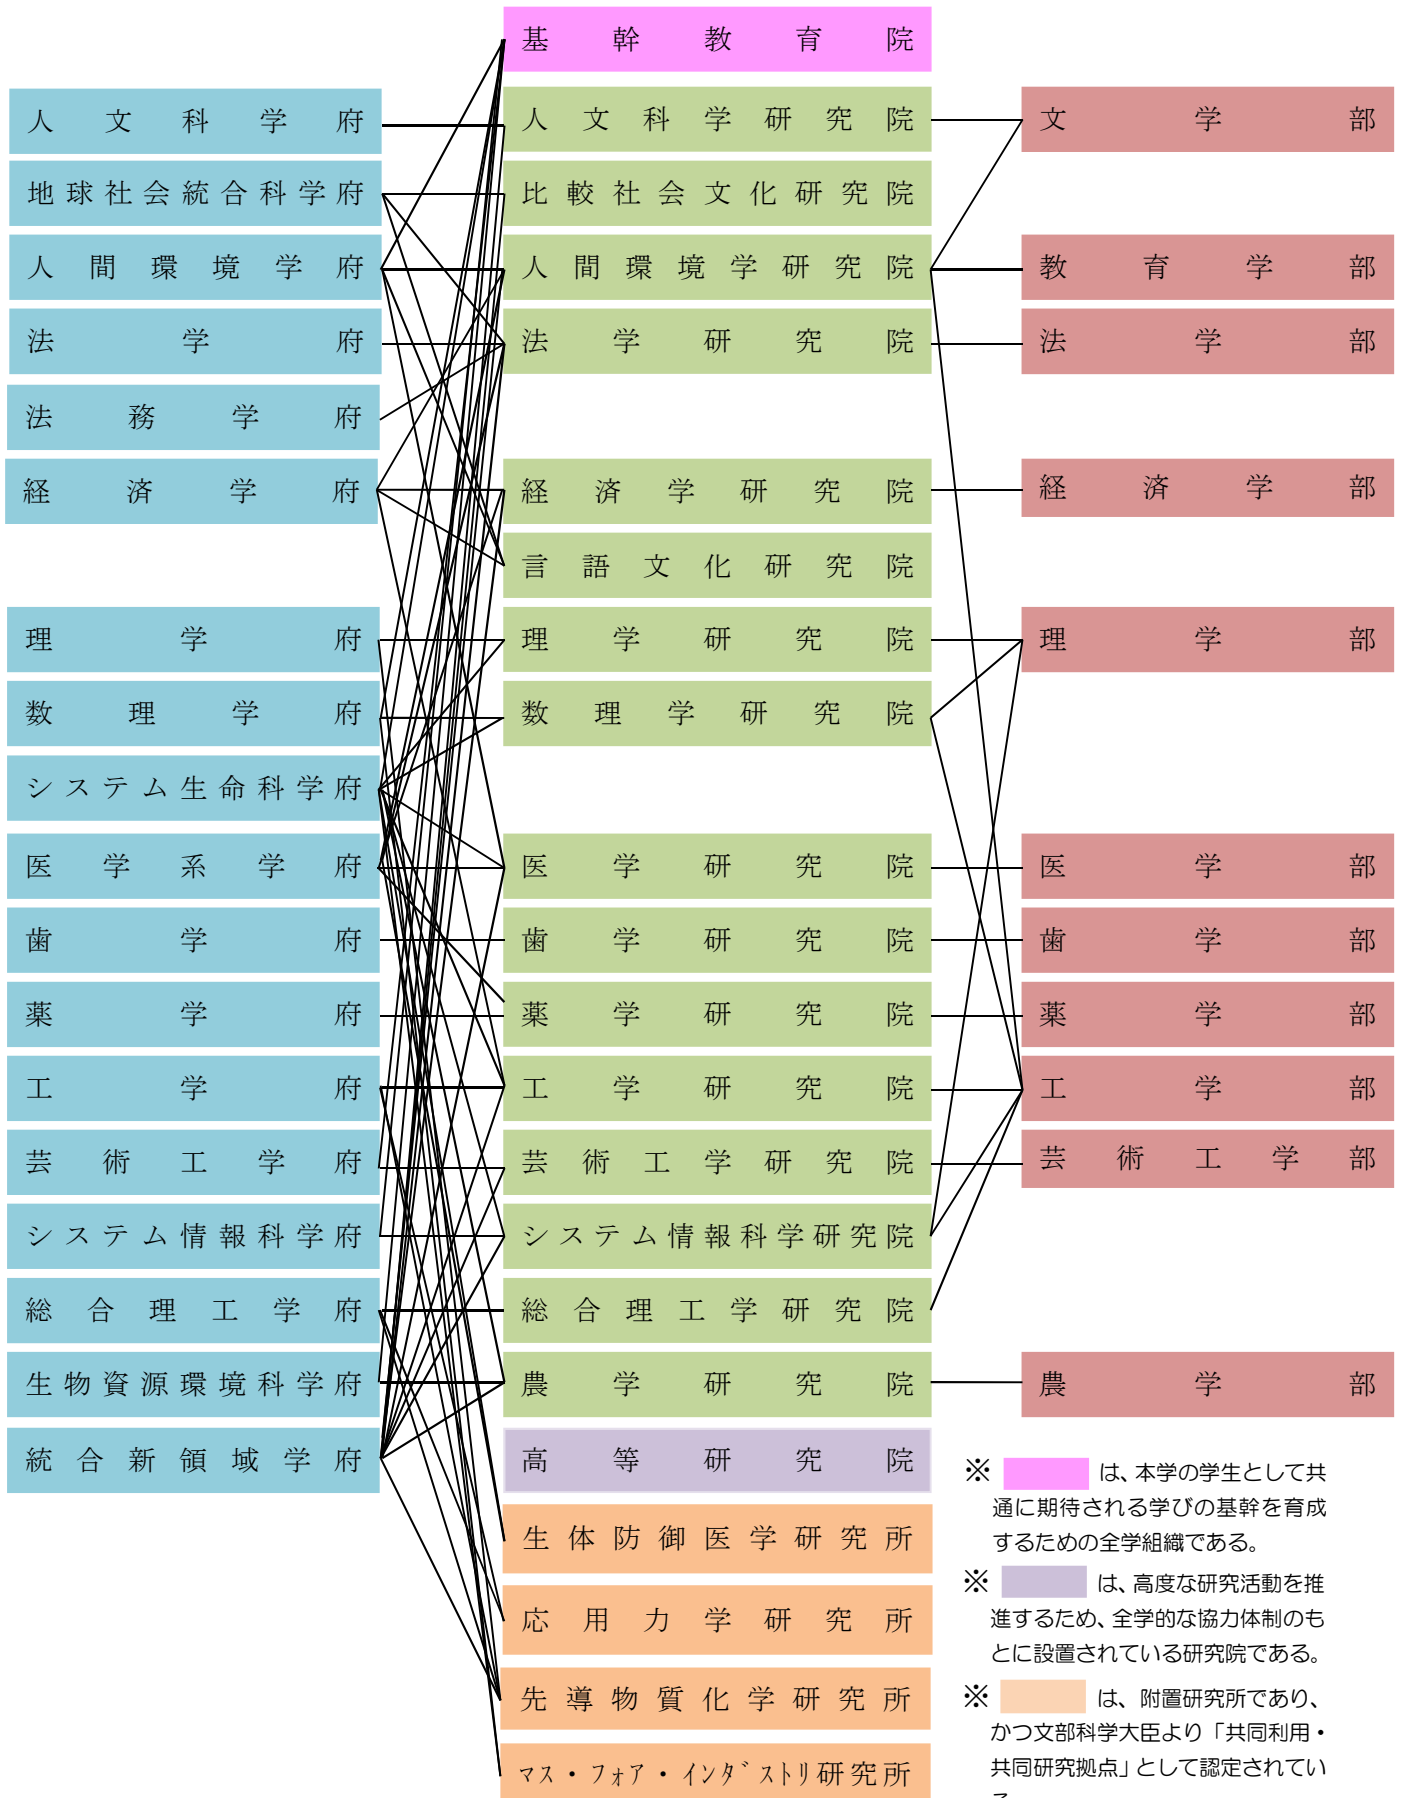 基幹教育院
人文科学府
人文科学研究院
文学部
地球社会統合科学府
比較社会文化研究院
人間環境学府
人間環境学研究院
教育学部
法学府
法学研究院
法学部
法務学府
経済学府
経済学研究院
経済学部
言語文化研究院
理学府
理学研究院
理学部
数理学府
数理学研究院
システム生命科学府
医学系学府
医学研究院
医学部
歯学府
歯学研究院
歯学部
薬学府
薬学研究院
薬学部
工学府
工学研究院
工学部
芸術工学府
芸術工学研究院
芸術工学部
システム情報科学府
システム情報科学研究院
総合理工学府
総合理工学研究院
生物資源環境科学府
農学研究院
農学部
統合新領域学府
高等研究院
生体防御医学研究所
応用力学研究所
先導物質化学研究所
マス・フォア・インダストリ研究所
※ は、本学の学生として共
通に期待される学びの基幹を育成
するための全学組織である。
※ は、高度な研究活動を推
進するため、全学的な協力体制のも
とに設置されている研究院である。
※ は、附置研究所であり、
かつ文部科学大臣より「共同利用・
共同研究拠点」として認定されてい